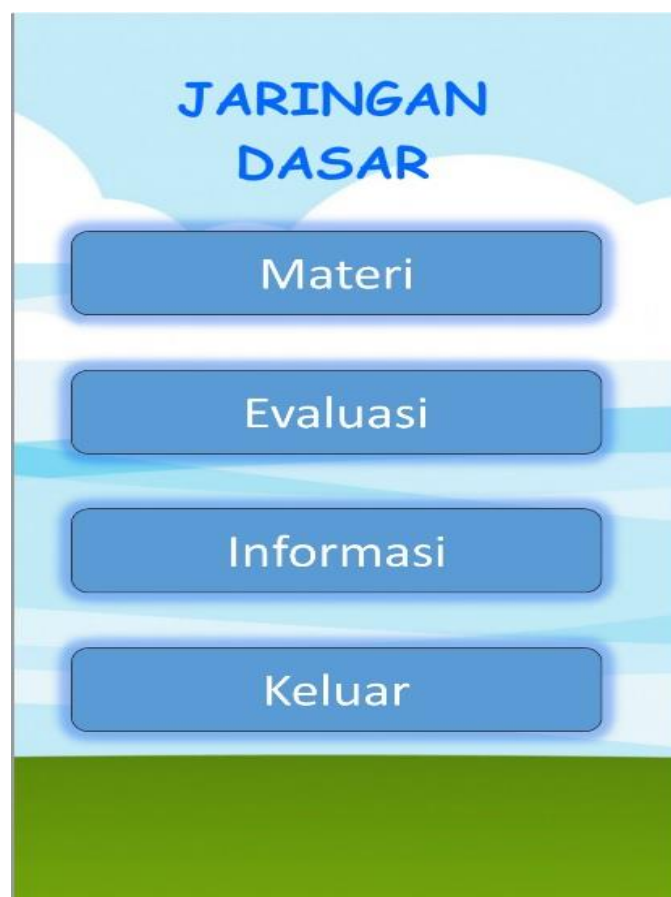 JARINGAN
DASAR
Materi
Evaluasi
Informasi
Keluar